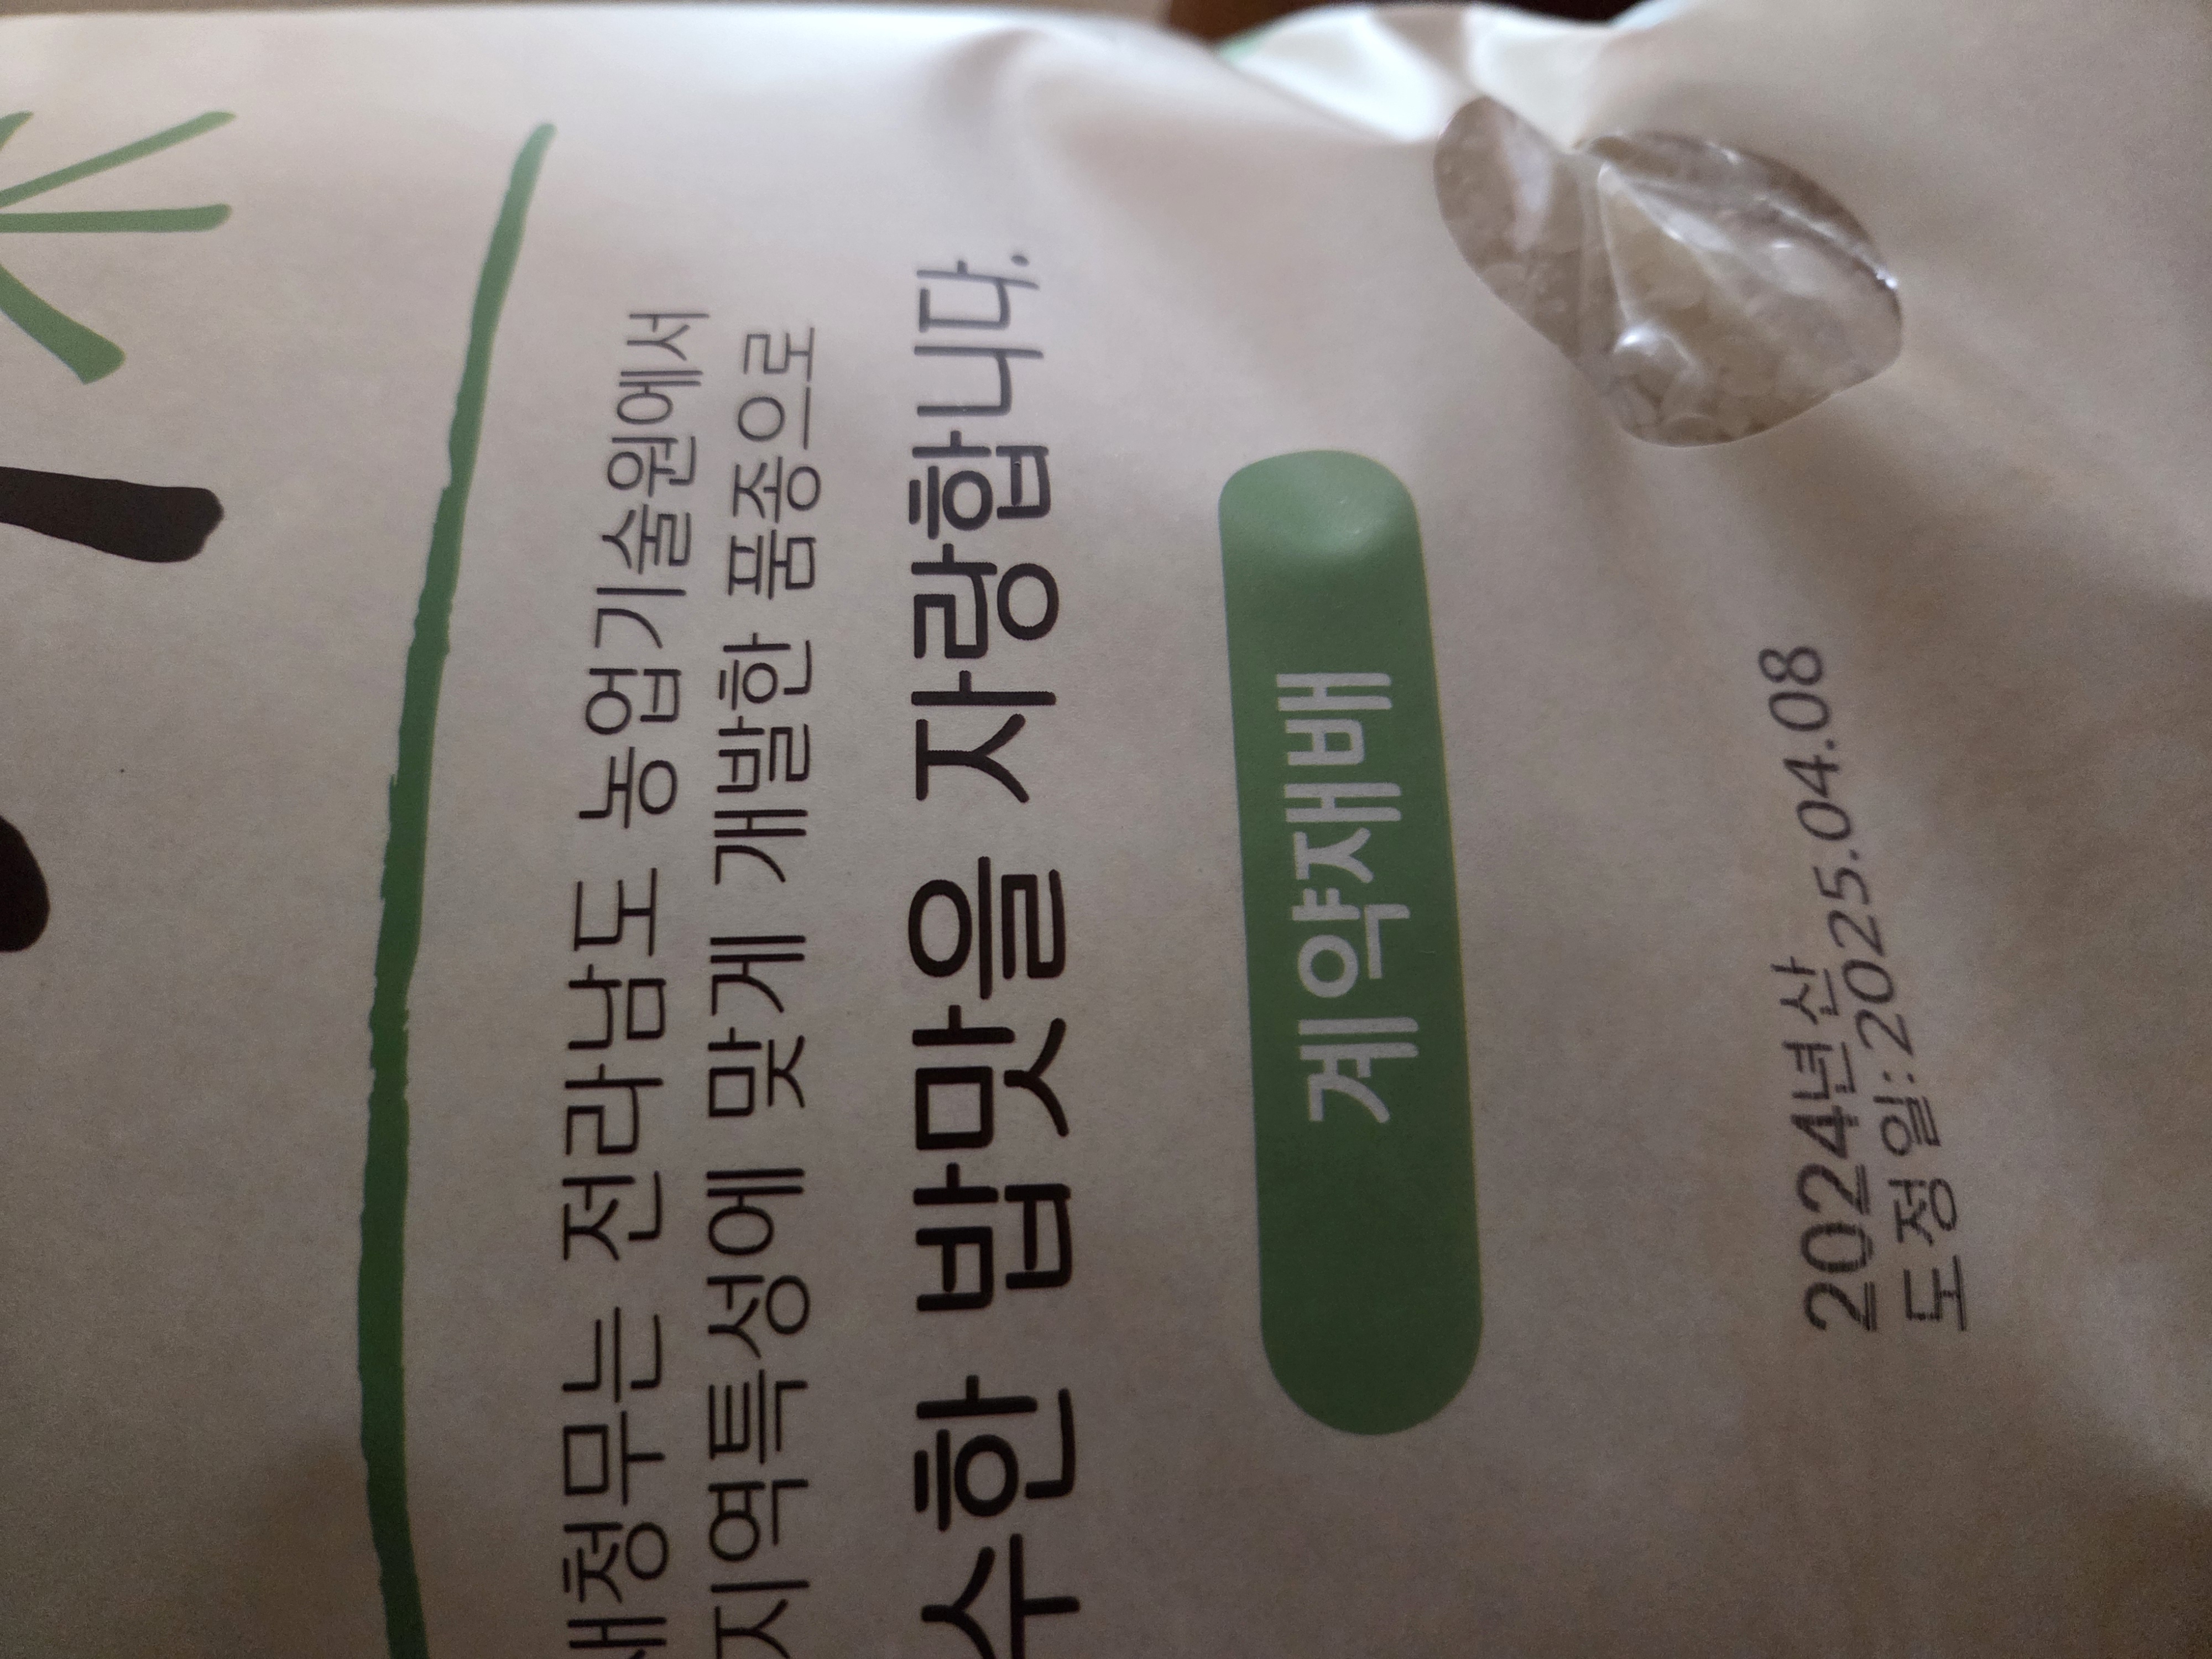 새청무는 전라남도 농업기술원에서
지역특성에 맞게 개발한 품종으로
수한 밥맛을 자랑합니다.
계약재배
2024년산
도정일:2025.04.08